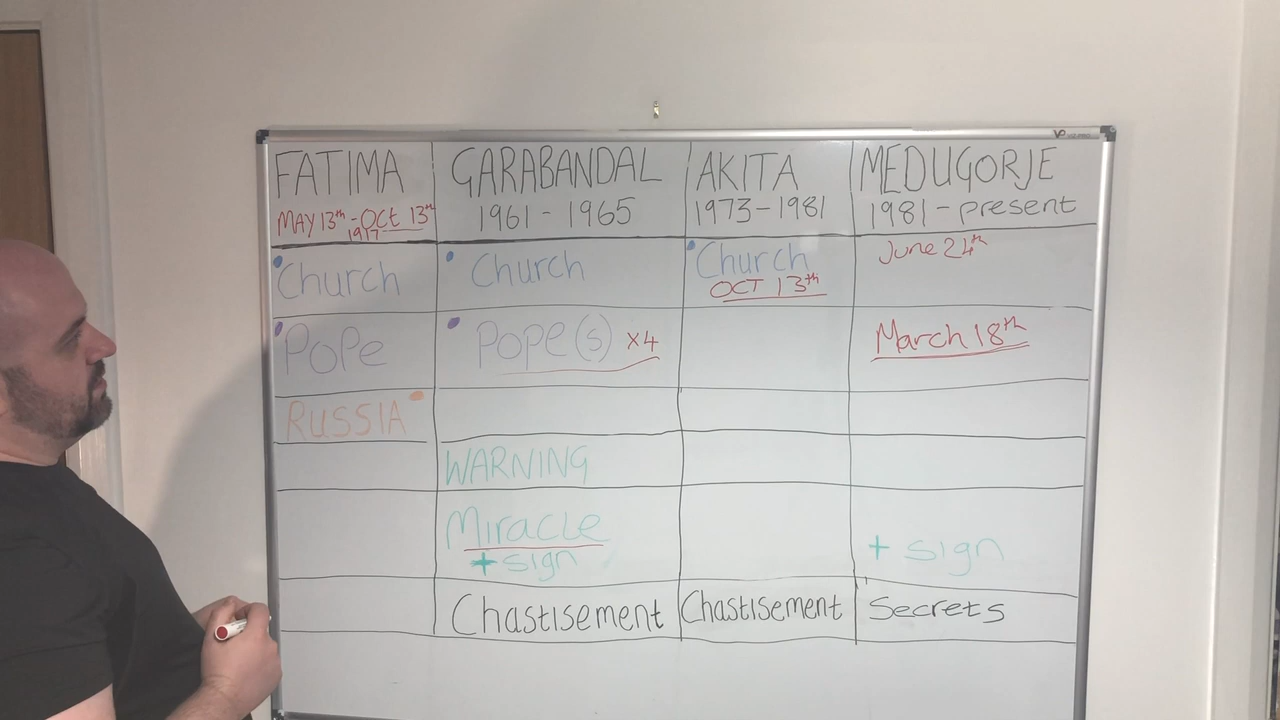 FATIMA GARABANDAL AKITA MEDUGORJE
MAY 13th - OCT 13th 1961 - 1965 1973-1981 1981 - present
1917
Church Church Church June 24th
OCT 13th
Pope Pope(s) x4 March 18th
RUSSIA
WARNING
Miracle
+ sign + sign
Chastisement Chastisement Secrets